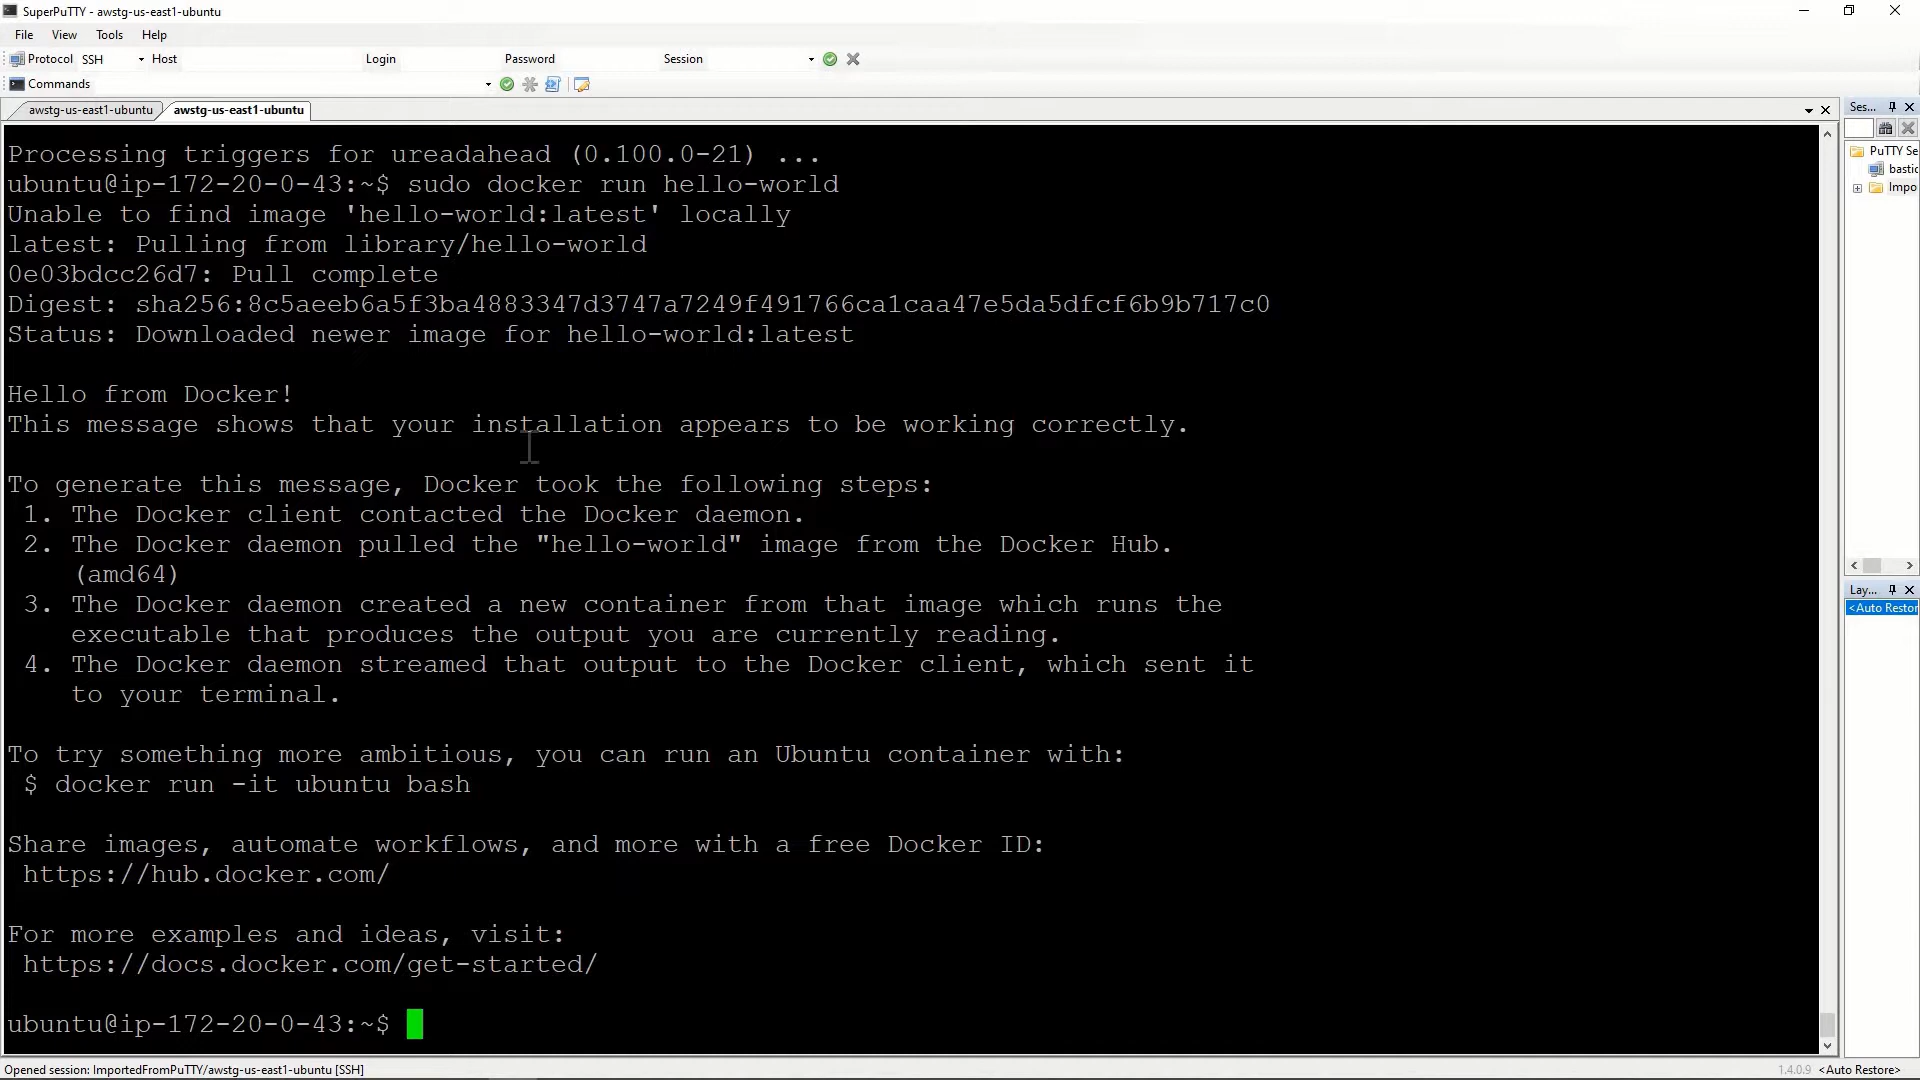 SuperPuTTY - awstg-us-east1-ubuntu
File View Tools Help
Protocol SSH Host Login Password Session
Commands
awstg-us-east1-ubuntu awstg-us-east1-ubuntu
Processing triggers for ureadahead (0.100.0-21) ...
ubuntu@ip-172-20-0-43:~$ sudo docker run hello-world
Unable to find image 'hello-world:latest' locally
latest: Pulling from library/hello-world
0e03bdcc26d7: Pull complete
Digest: sha256:8c5aeeb6a5f3ba4883347d3747a7249f491766ca1caa47e5da5dfcf6b9b717c0
Status: Downloaded newer image for hello-world:latest
Hello from Docker!
This message shows that your installation appears to be working correctly.
To generate this message, Docker took the following steps:
1. The Docker client contacted the Docker daemon.
2. The Docker daemon pulled the "hello-world" image from the Docker Hub.
(amd64)
3. The Docker daemon created a new container from that image which runs the
executable that produces the output you are currently reading.
4. The Docker daemon streamed that output to the Docker client, which sent it
to your terminal.
To try something more ambitious, you can run an Ubuntu container with:
$ docker run -it ubuntu bash
Share images, automate workflows, and more with a free Docker ID:
https://hub.docker.com/
For more examples and ideas, visit:
https://docs.docker.com/get-started/
ubuntu@ip-172-20-0-43:~$
Ses...
PuTTY Se
bastic
Impo
Lay...
<Auto Restor
Opened session: ImportedFromPuTTY/awstg-us-east1-ubuntu [SSH]
1.4.0.9 <Auto Restore>